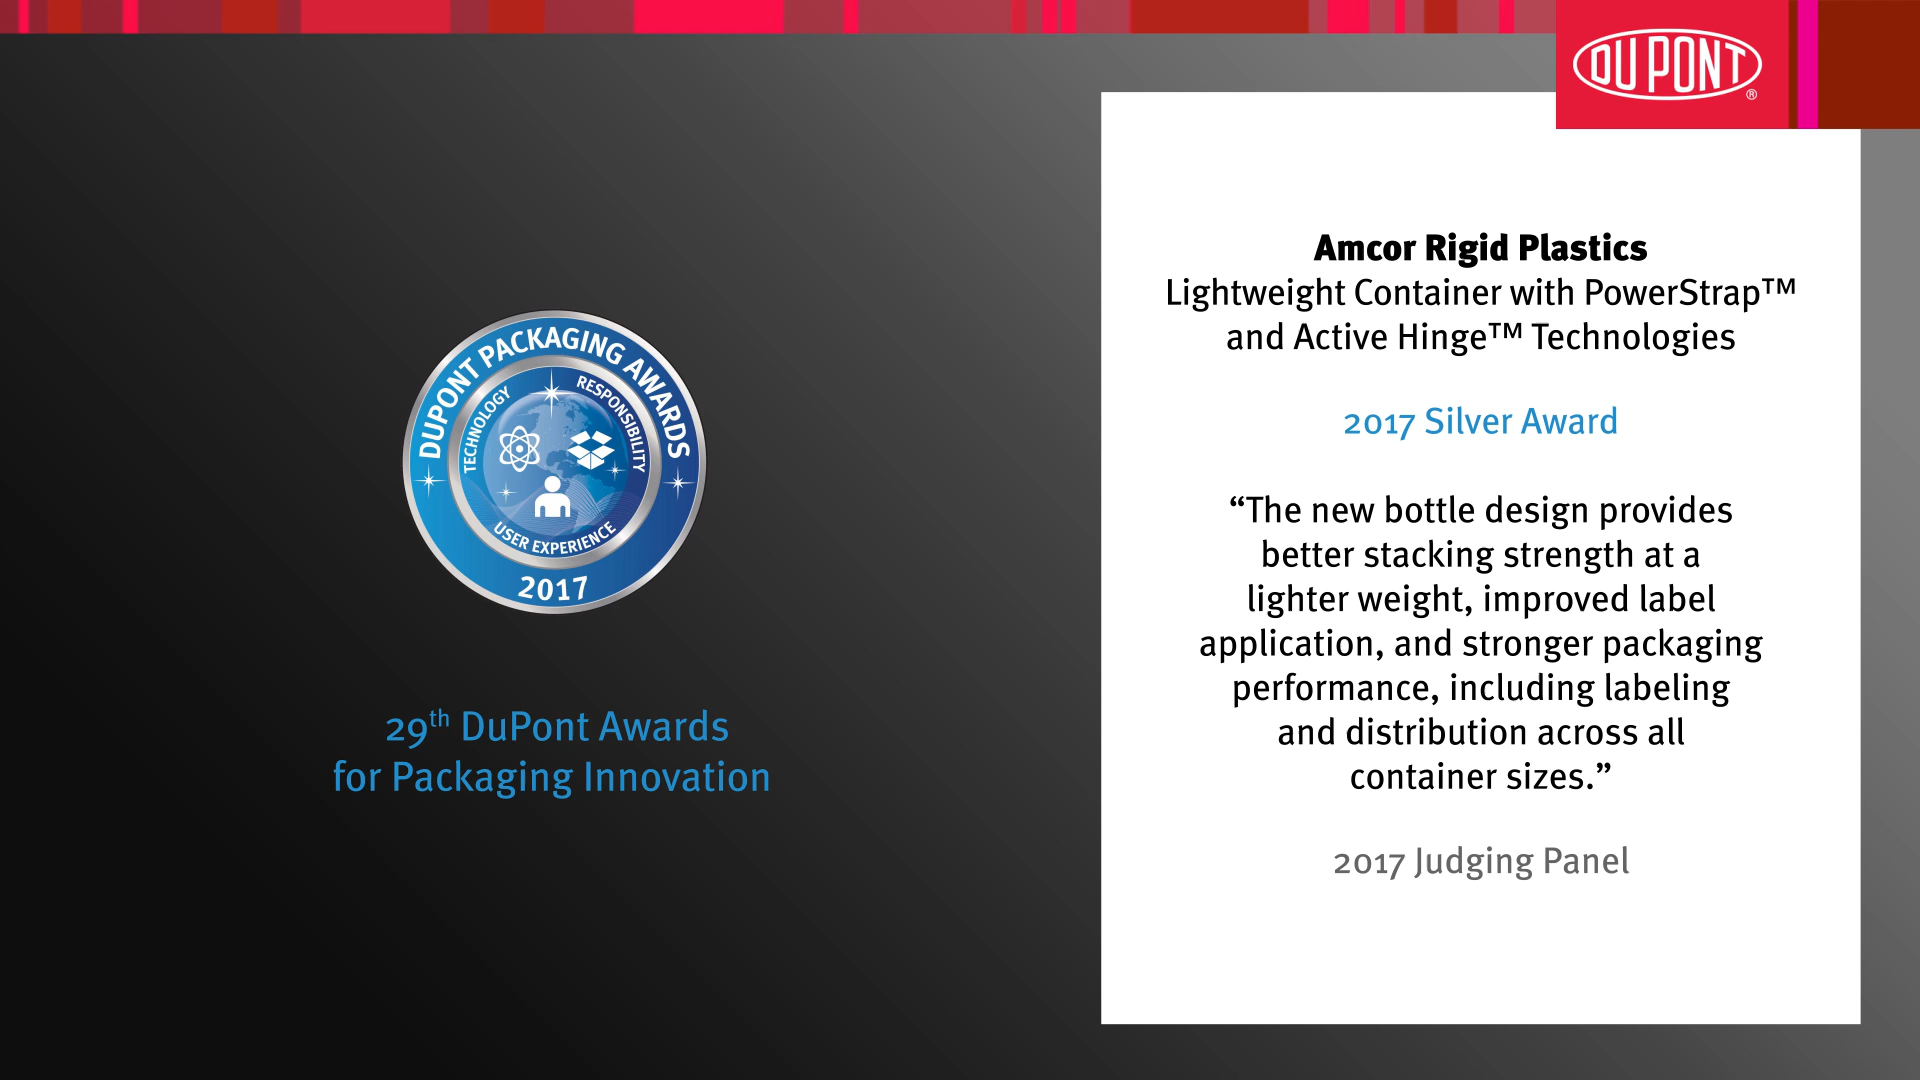 DU PONT
®
Amcor Rigid Plastics
Lightweight Container with PowerStrap™
and Active Hinge™ Technologies
2017 Silver Award
“The new bottle design provides
better stacking strength at a
lighter weight, improved label
application, and stronger packaging
performance, including labeling
and distribution across all
container sizes.”
2017 Judging Panel
DUPONT PACKAGING AWARDS
TECHNOLOGY
RESPONSIBILITY
USER EXPERIENCE
2017
29th DuPont Awards
for Packaging Innovation